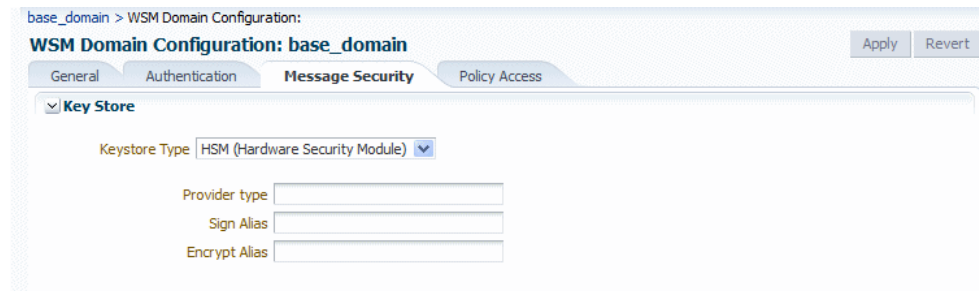 base_domain > WSM Domain Configuration:
WSM Domain Configuration: base_domain
Apply Revert
General Authentication Message Security Policy Access
Key Store
Keystore Type HSM (Hardware Security Module)
Provider type
Sign Alias
Encrypt Alias